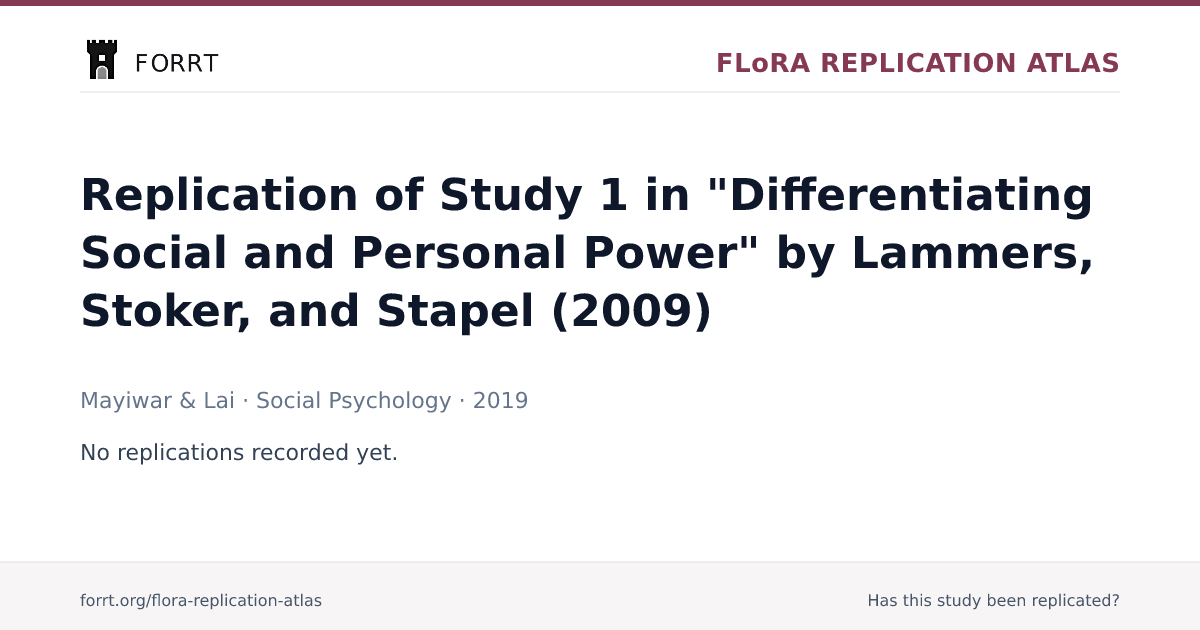 FORRT
FLoRA REPLICATION ATLAS
Replication of Study 1 in "Differentiating
Social and Personal Power" by Lammers,
Stoker, and Stapel (2009)
Mayiwar & Lai · Social Psychology · 2019
No replications recorded yet.
forrt.org/flora-replication-atlas
Has this study been replicated?